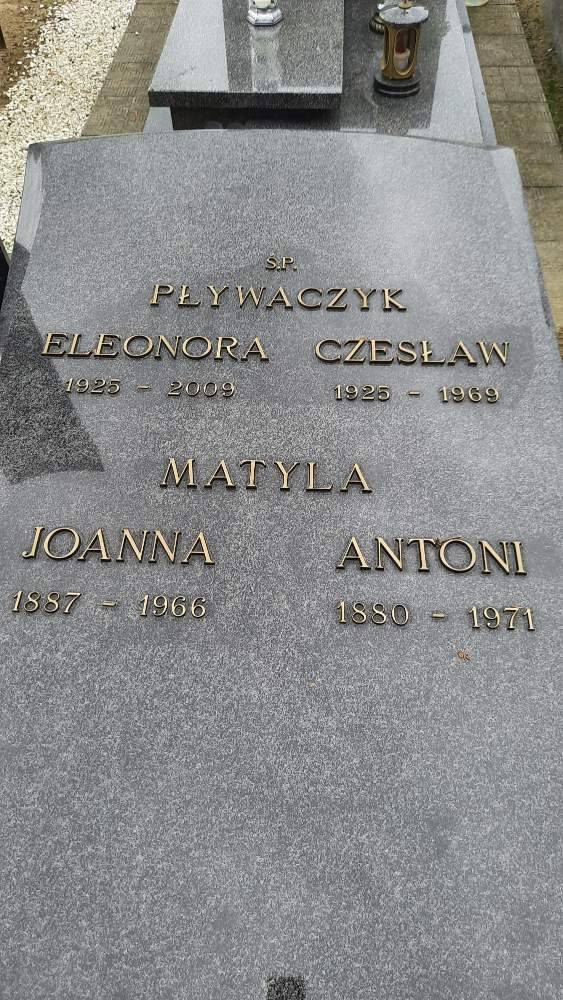 Ś.P.
PŁYWACZYK
ELEONORA CZESŁAW
1925 - 2009 1925 - 1969
MATYLA
JOANNA ANTONI
1887 - 1966 1880 - 1971